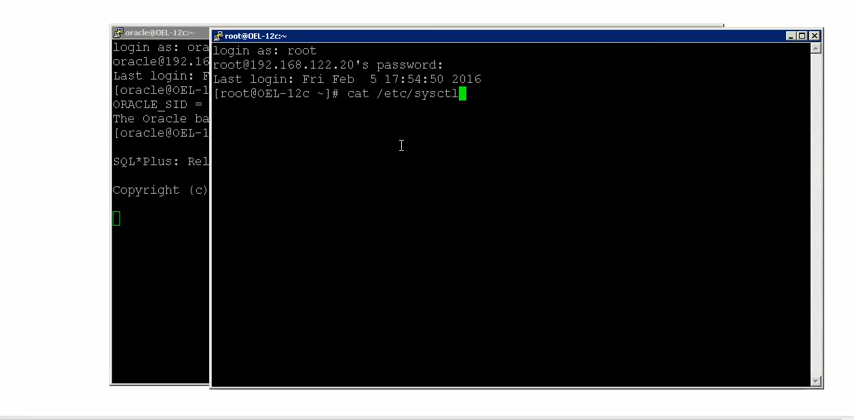 oracle@OEL-12c:~
login as: ora
oracle@192.16
Last login: F
[oracle@OEL-1
ORACLE_SID =
The Oracle ba
[oracle@OEL-1
SQL*Plus: Rel
Copyright (c)
root@OEL-12c:~
login as: root
root@192.168.122.20's password:
Last login: Fri Feb  5 17:54:50 2016
[root@OEL-12c ~]# cat /etc/sysctl